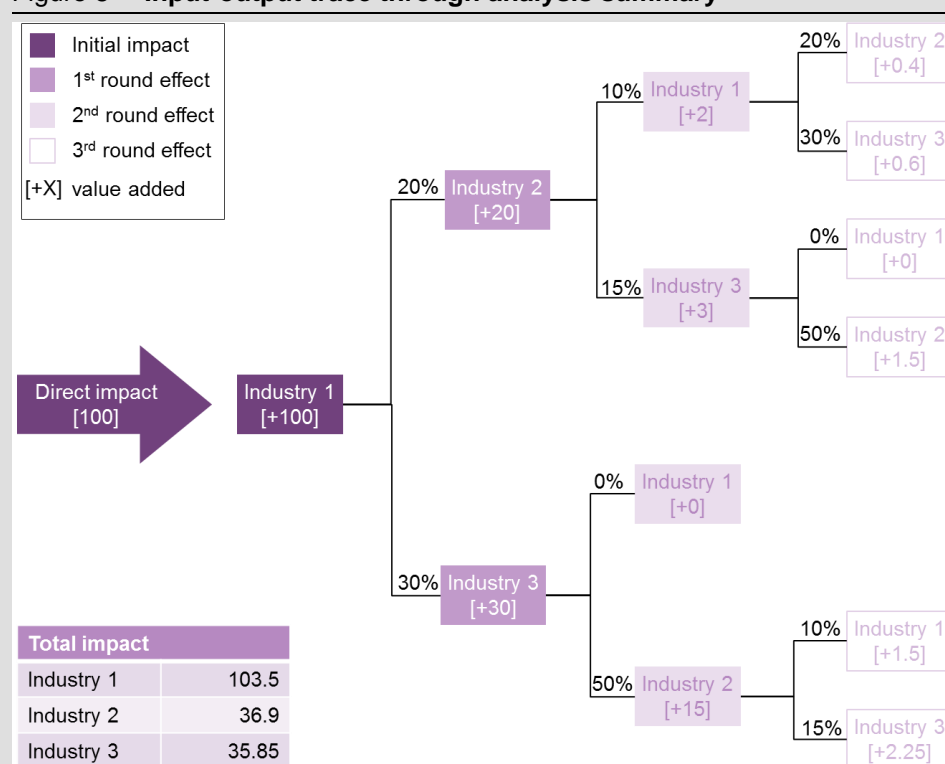 Initial impact
1st round effect
2nd round effect
3rd round effect
[+X] value added
Direct impact
[100]
Industry 1
[+100]
20%
Industry 2
[+20]
30%
Industry 3
[+30]
10%
Industry 1
[+2]
15%
Industry 3
[+3]
0%
Industry 1
[+0]
50%
Industry 2
[+15]
20%
Industry 2
[+0.4]
30%
Industry 3
[+0.6]
0%
Industry 1
[+0]
50%
Industry 2
[+1.5]
10%
Industry 1
[+1.5]
15%
Industry 3
[+2.25]
Total impact
Industry 1 103.5
Industry 2 36.9
Industry 3 35.85